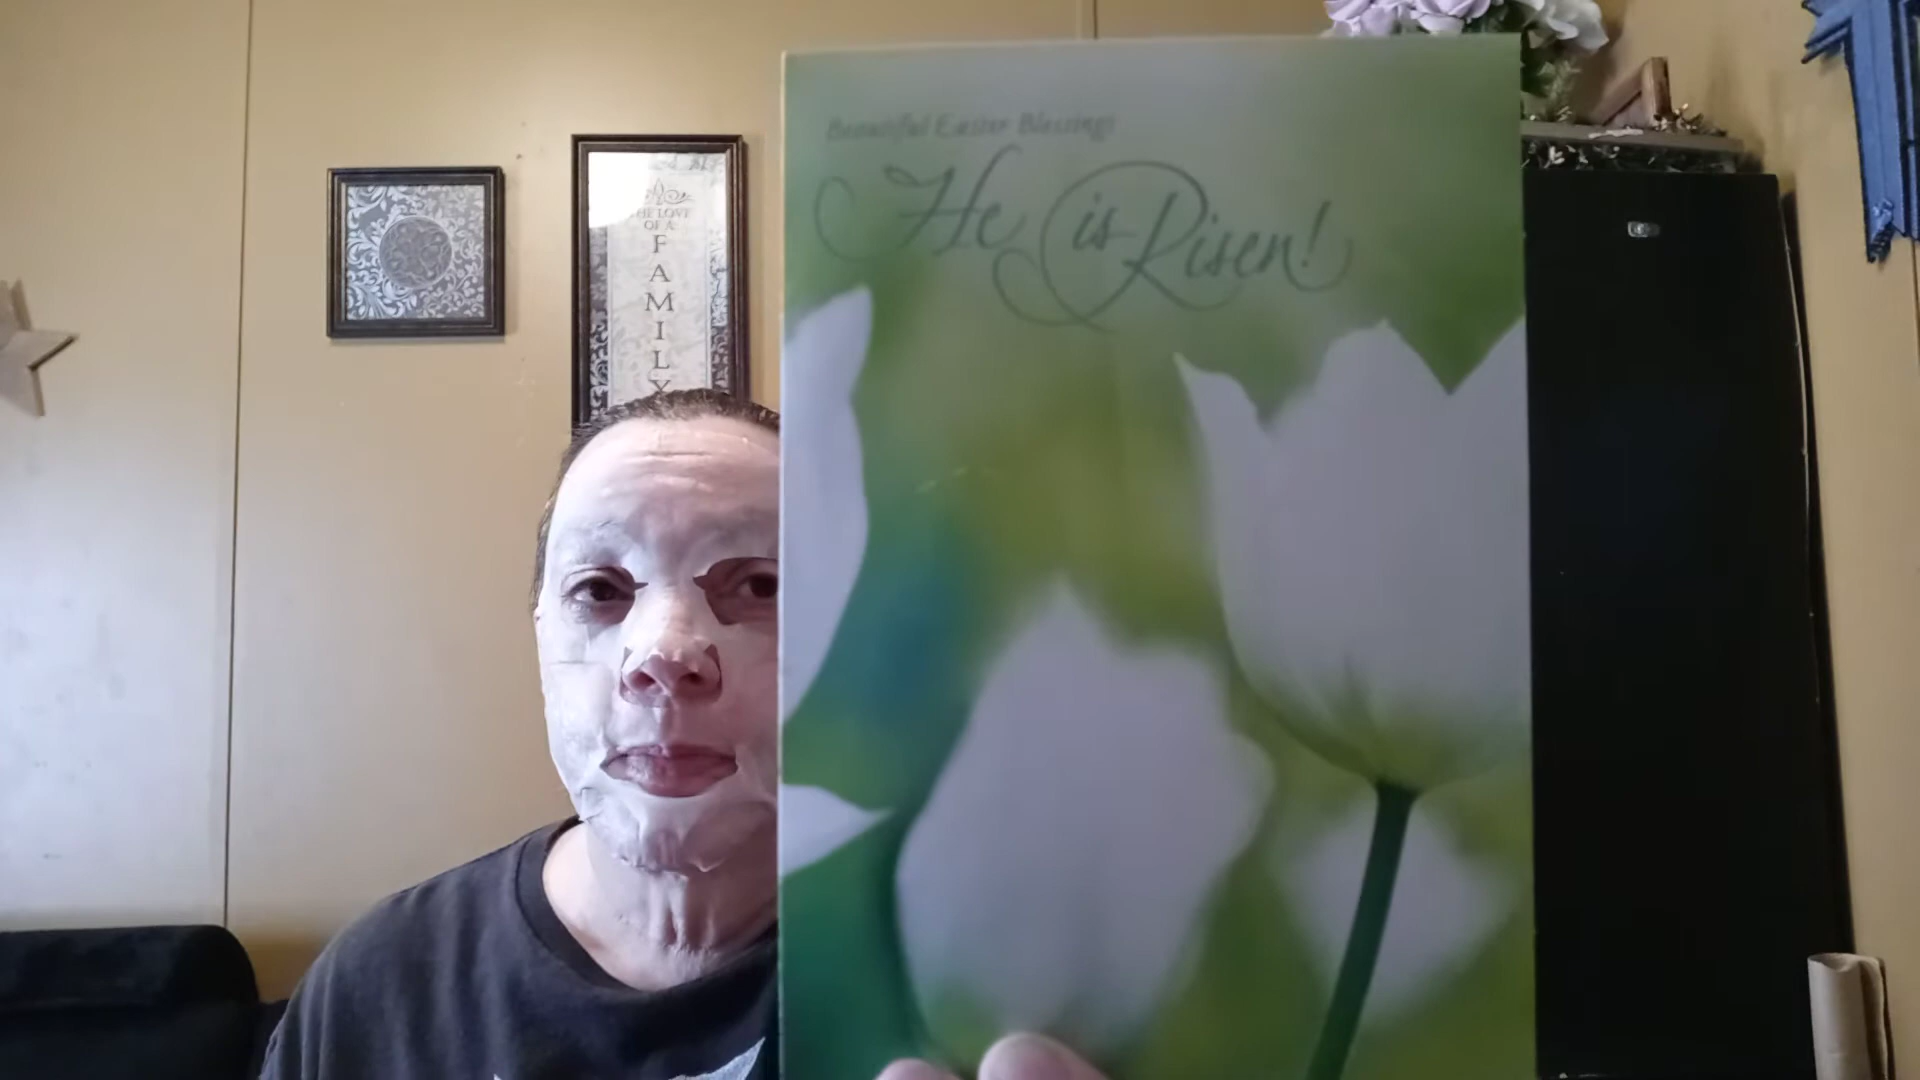 Beautiful Easter Blessings
He is Risen!
THE LOVE
OF A
FAMILY